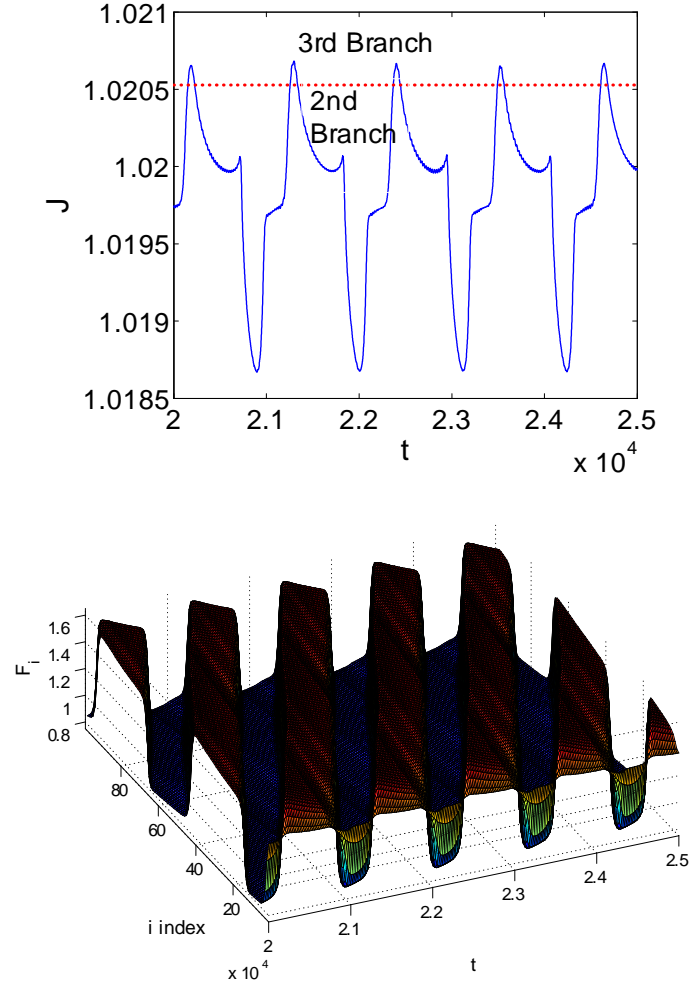 1.021
3rd Branch
1.0205
2nd
Branch
1.02
J
1.0195
1.019
1.0185
2 2.1 2.2 2.3 2.4 2.5
t
x 10^4
1.6
1.4
1.2
1
0.8
F_i
80
60
40
20
i index
2 2.1 2.2 2.3 2.4 2.5
x 10^4
t